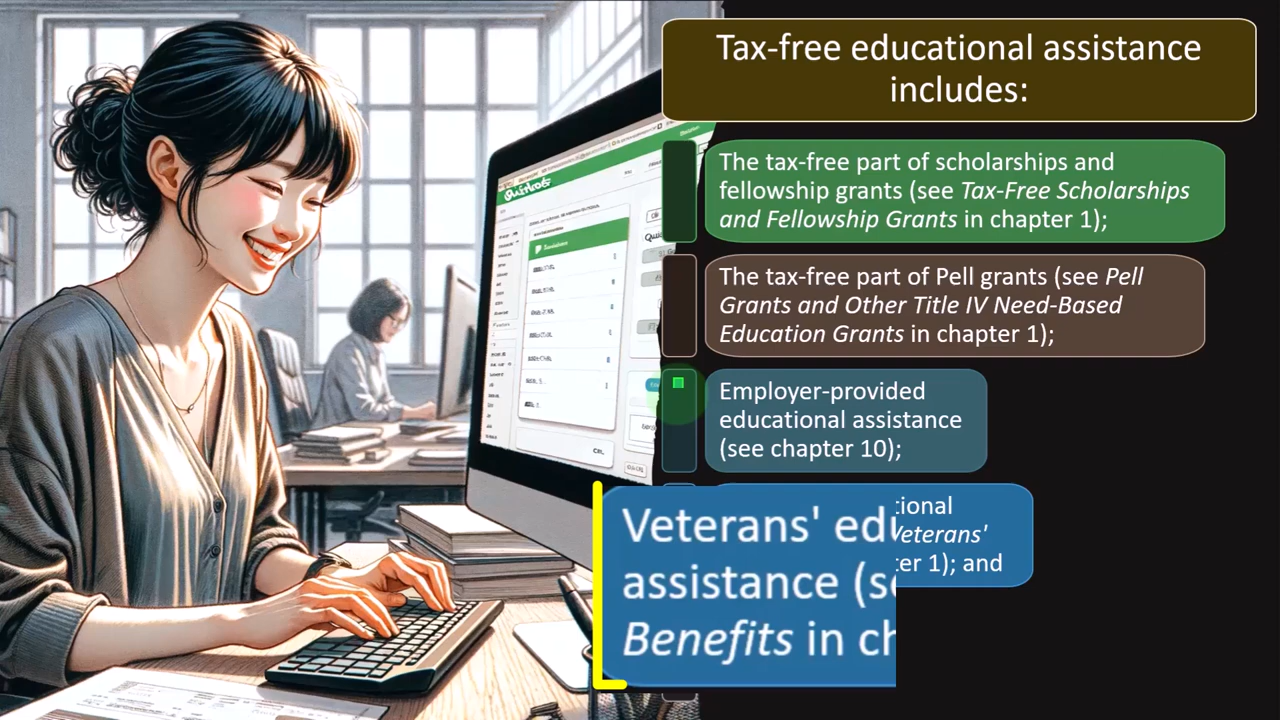 Tax-free educational assistance
includes:
The tax-free part of scholarships and
fellowship grants (see Tax-Free Scholarships
and Fellowship Grants in chapter 1);
The tax-free part of Pell grants (see Pell
Grants and Other Title IV Need-Based
Education Grants in chapter 1);
Employer-provided
educational assistance
(see chapter 10);
tional
Veterans'
ter 1); and
Veterans' edu
assistance (se
Benefits in ch